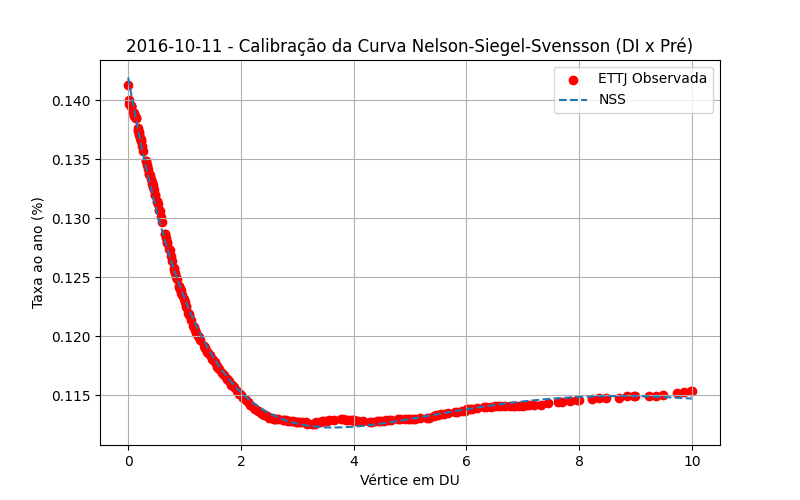 2016-10-11 - Calibração da Curva Nelson-Siegel-Svensson (DI x Pré)
ETTJ Observada
NSS
Taxa ao ano (%)
0.140
0.135
0.130
0.125
0.120
0.115
0 2 4 6 8 10
Vértice em DU